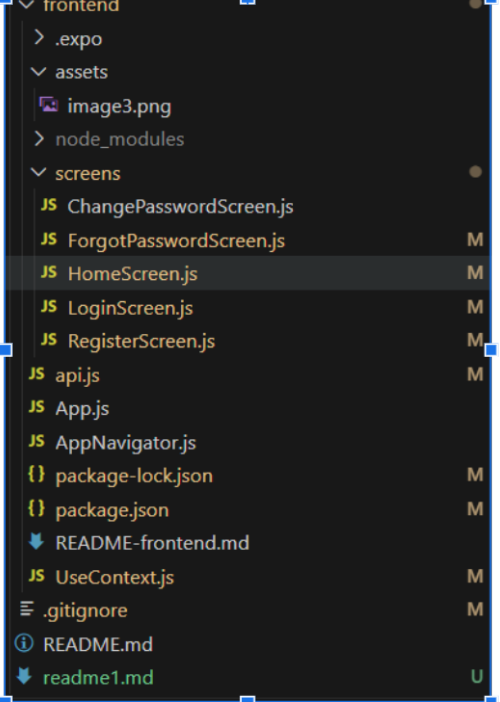 frontend
.expo
assets
image3.png
node_modules
screens
JS ChangePasswordScreen.js
JS ForgotPasswordScreen.js M
JS HomeScreen.js M
JS LoginScreen.js M
JS RegisterScreen.js M
JS api.js M
JS App.js
JS AppNavigator.js
{} package-lock.json M
{} package.json M
README-frontend.md
JS UseContext.js M
.gitignore M
README.md
readme1.md U